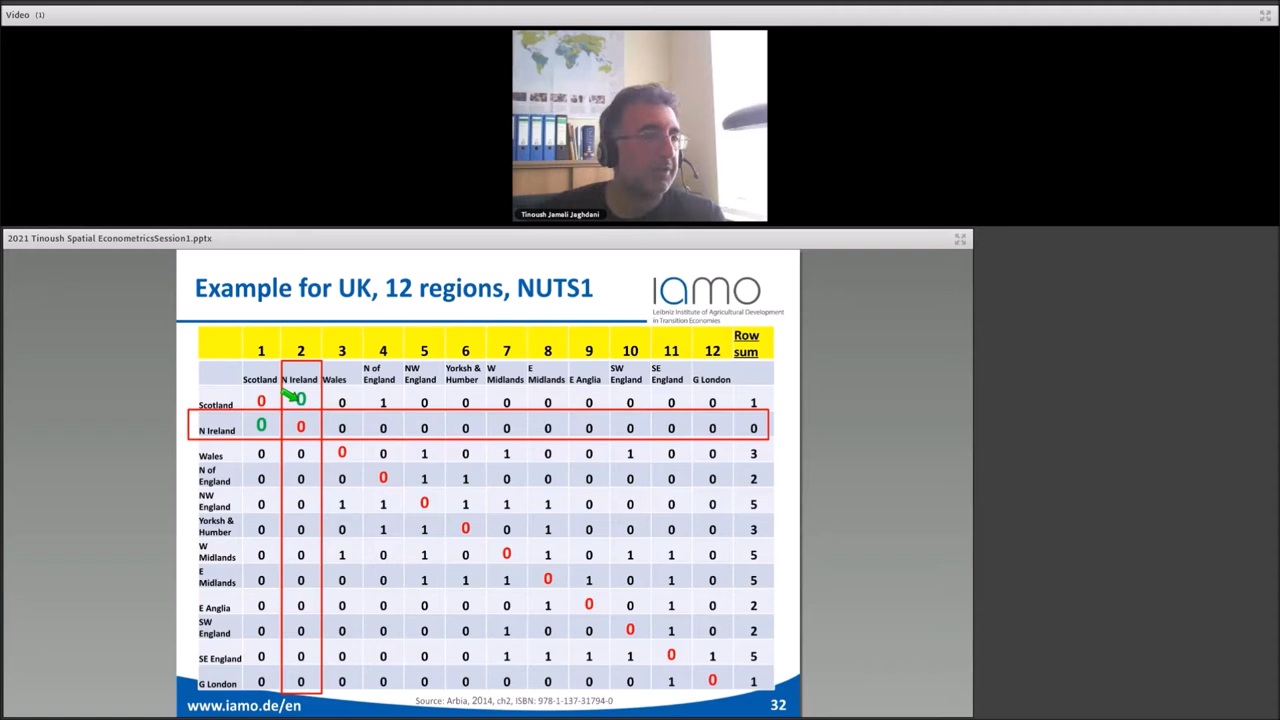 Video (1)
Tinoush Jamali Jaghdani
2021 Tinoush Spatial EconometricsSession1.pptx
Example for UK, 12 regions, NUTS1
iamo
Leibniz Institute of Agricultural Development
in Transition Economies
1 2 3 4 5 6 7 8 9 10 11 12 Row sum
Scotland N Ireland Wales N of England NW England Yorksh & Humber W Midlands E Midlands E Anglia SW England SE England G London
Scotland 0 0 0 1 0 0 0 0 0 0 0 0 1
N Ireland 0 0 0 0 0 0 0 0 0 0 0 0 0
Wales 0 0 0 0 1 0 1 0 0 1 0 0 3
N of England 0 0 0 0 1 1 0 0 0 0 0 0 2
NW England 0 0 1 1 0 1 1 1 0 0 0 0 5
Yorksh & Humber 0 0 0 1 1 0 0 1 0 0 0 0 3
W Midlands 0 0 1 0 1 0 0 1 0 1 1 0 5
E Midlands 0 0 0 0 1 1 1 0 1 0 1 0 5
E Anglia 0 0 0 0 0 0 0 1 0 0 1 0 2
SW England 0 0 0 0 0 0 1 0 0 0 1 0 2
SE England 0 0 0 0 0 0 1 1 1 1 0 1 5
G London 0 0 0 0 0 0 0 0 0 0 1 0 1
www.iamo.de/en
Source: Arbia, 2014, ch2, ISBN: 978-1-137-31794-0
32